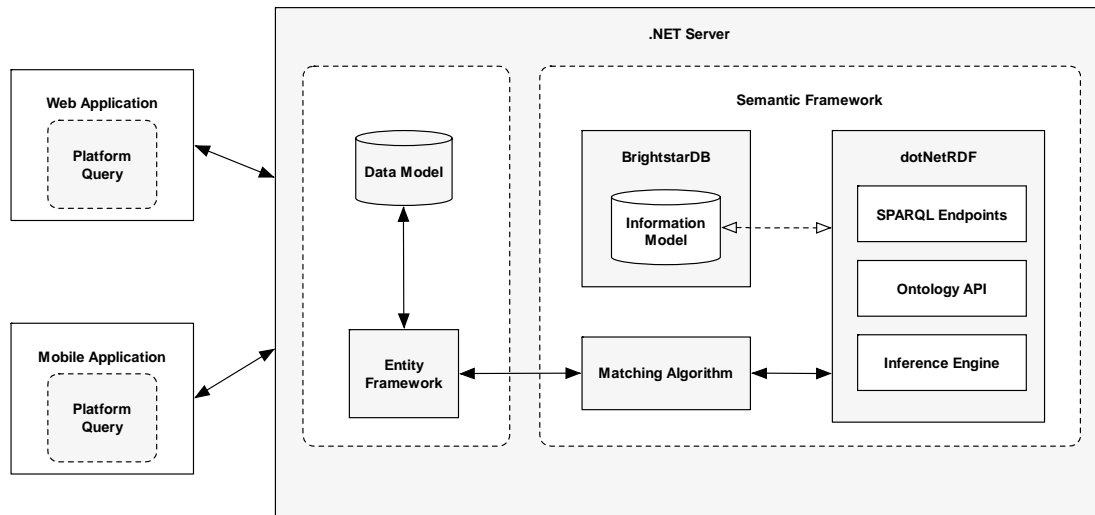 .NET Server
Web Application
Platform
Query
Mobile Application
Platform
Query
Data Model
Entity
Framework
Semantic Framework
BrightstarDB
Information
Model
Matching Algorithm
dotNetRDF
SPARQL Endpoints
Ontology API
Inference Engine